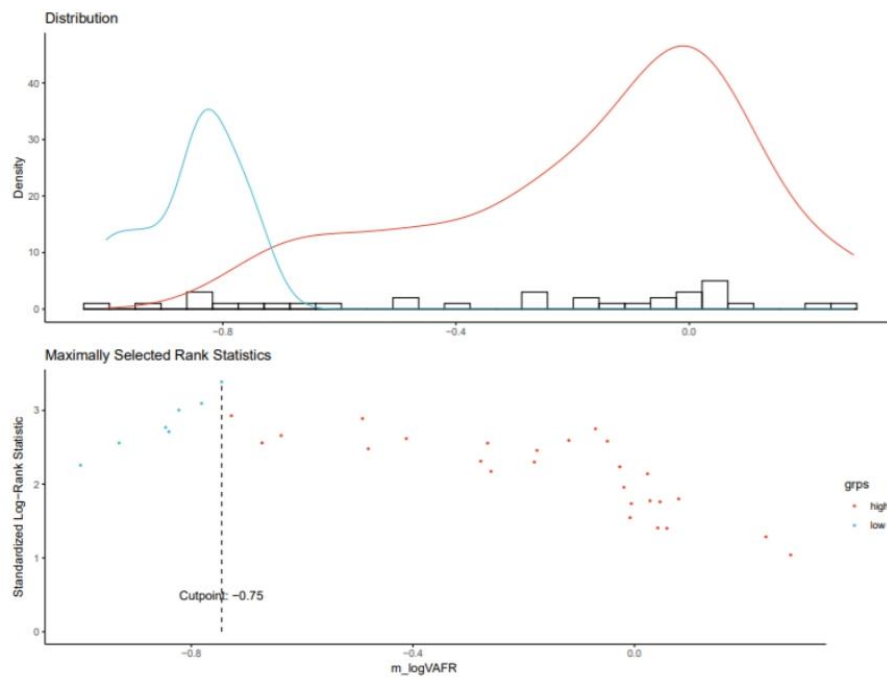 Distribution
Density
40
30
20
10
0
−0.8
−0.4
0.0
Maximally Selected Rank Statistics
Standardized Log−Rank Statistic
3
2
1
0
Cutpoint: −0.75
−0.8
−0.4
0.0
m_logVAFR
grps
high
low